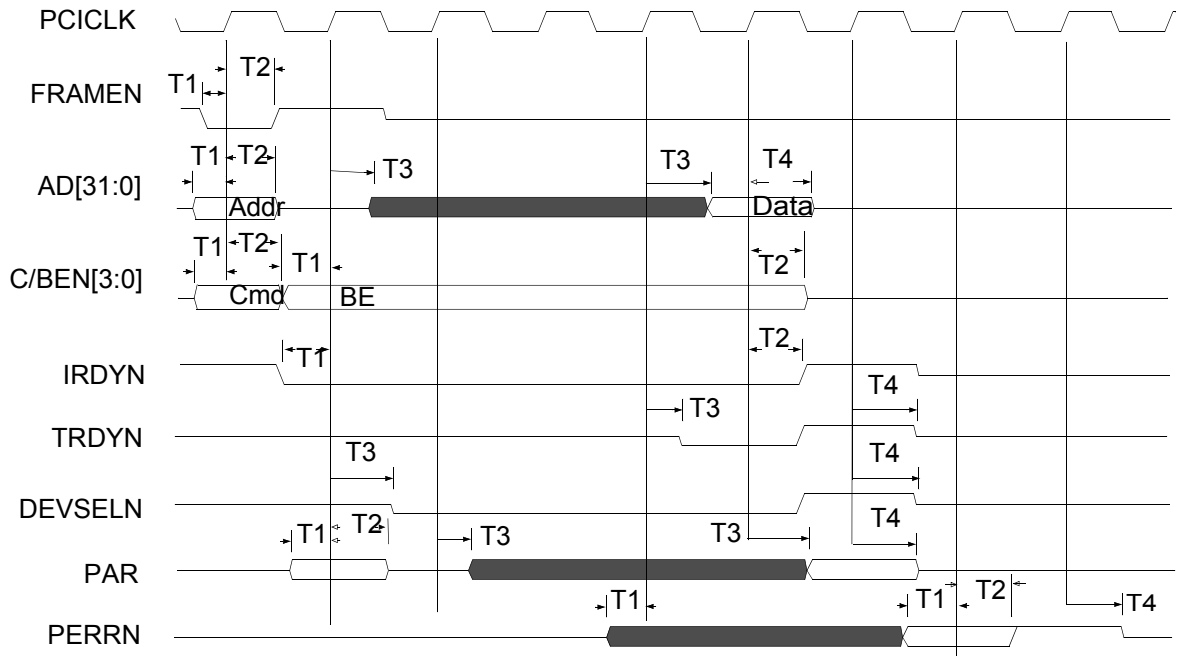 PCICLK
T2
T1
FRAMEN
T1 T2 T3 T3 T4
AD[31:0]
Addr Data
T1 T2 T1 T2
C/BEN[3:0]
Cmd BE
T1 T2
IRDYN
T4
T3
TRDYN
T3 T4
DEVSELN
T1 T2 T3 T3 T4
PAR
T1 T1 T2 T4
PERRN